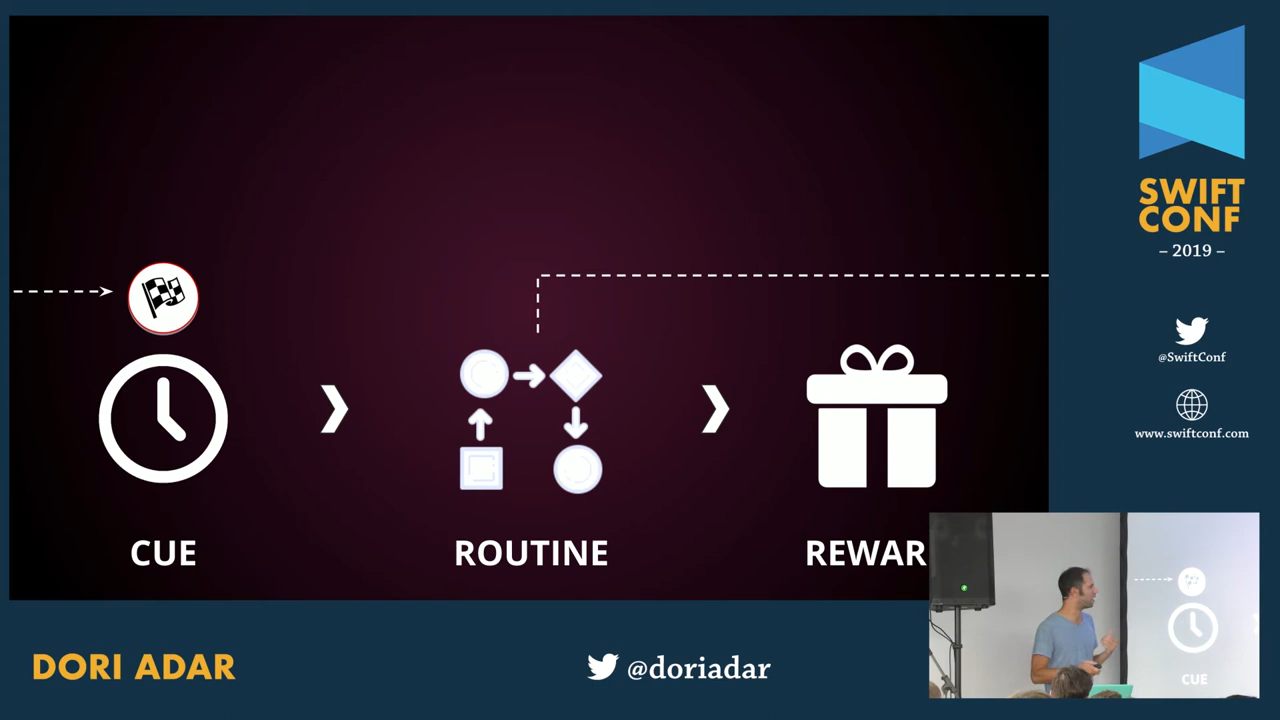 CUE
ROUTINE
REWAR
DORI ADAR
@doriadar
SWIFT
CONF
– 2019 –
@SwiftConf
www.swiftconf.com
CUE